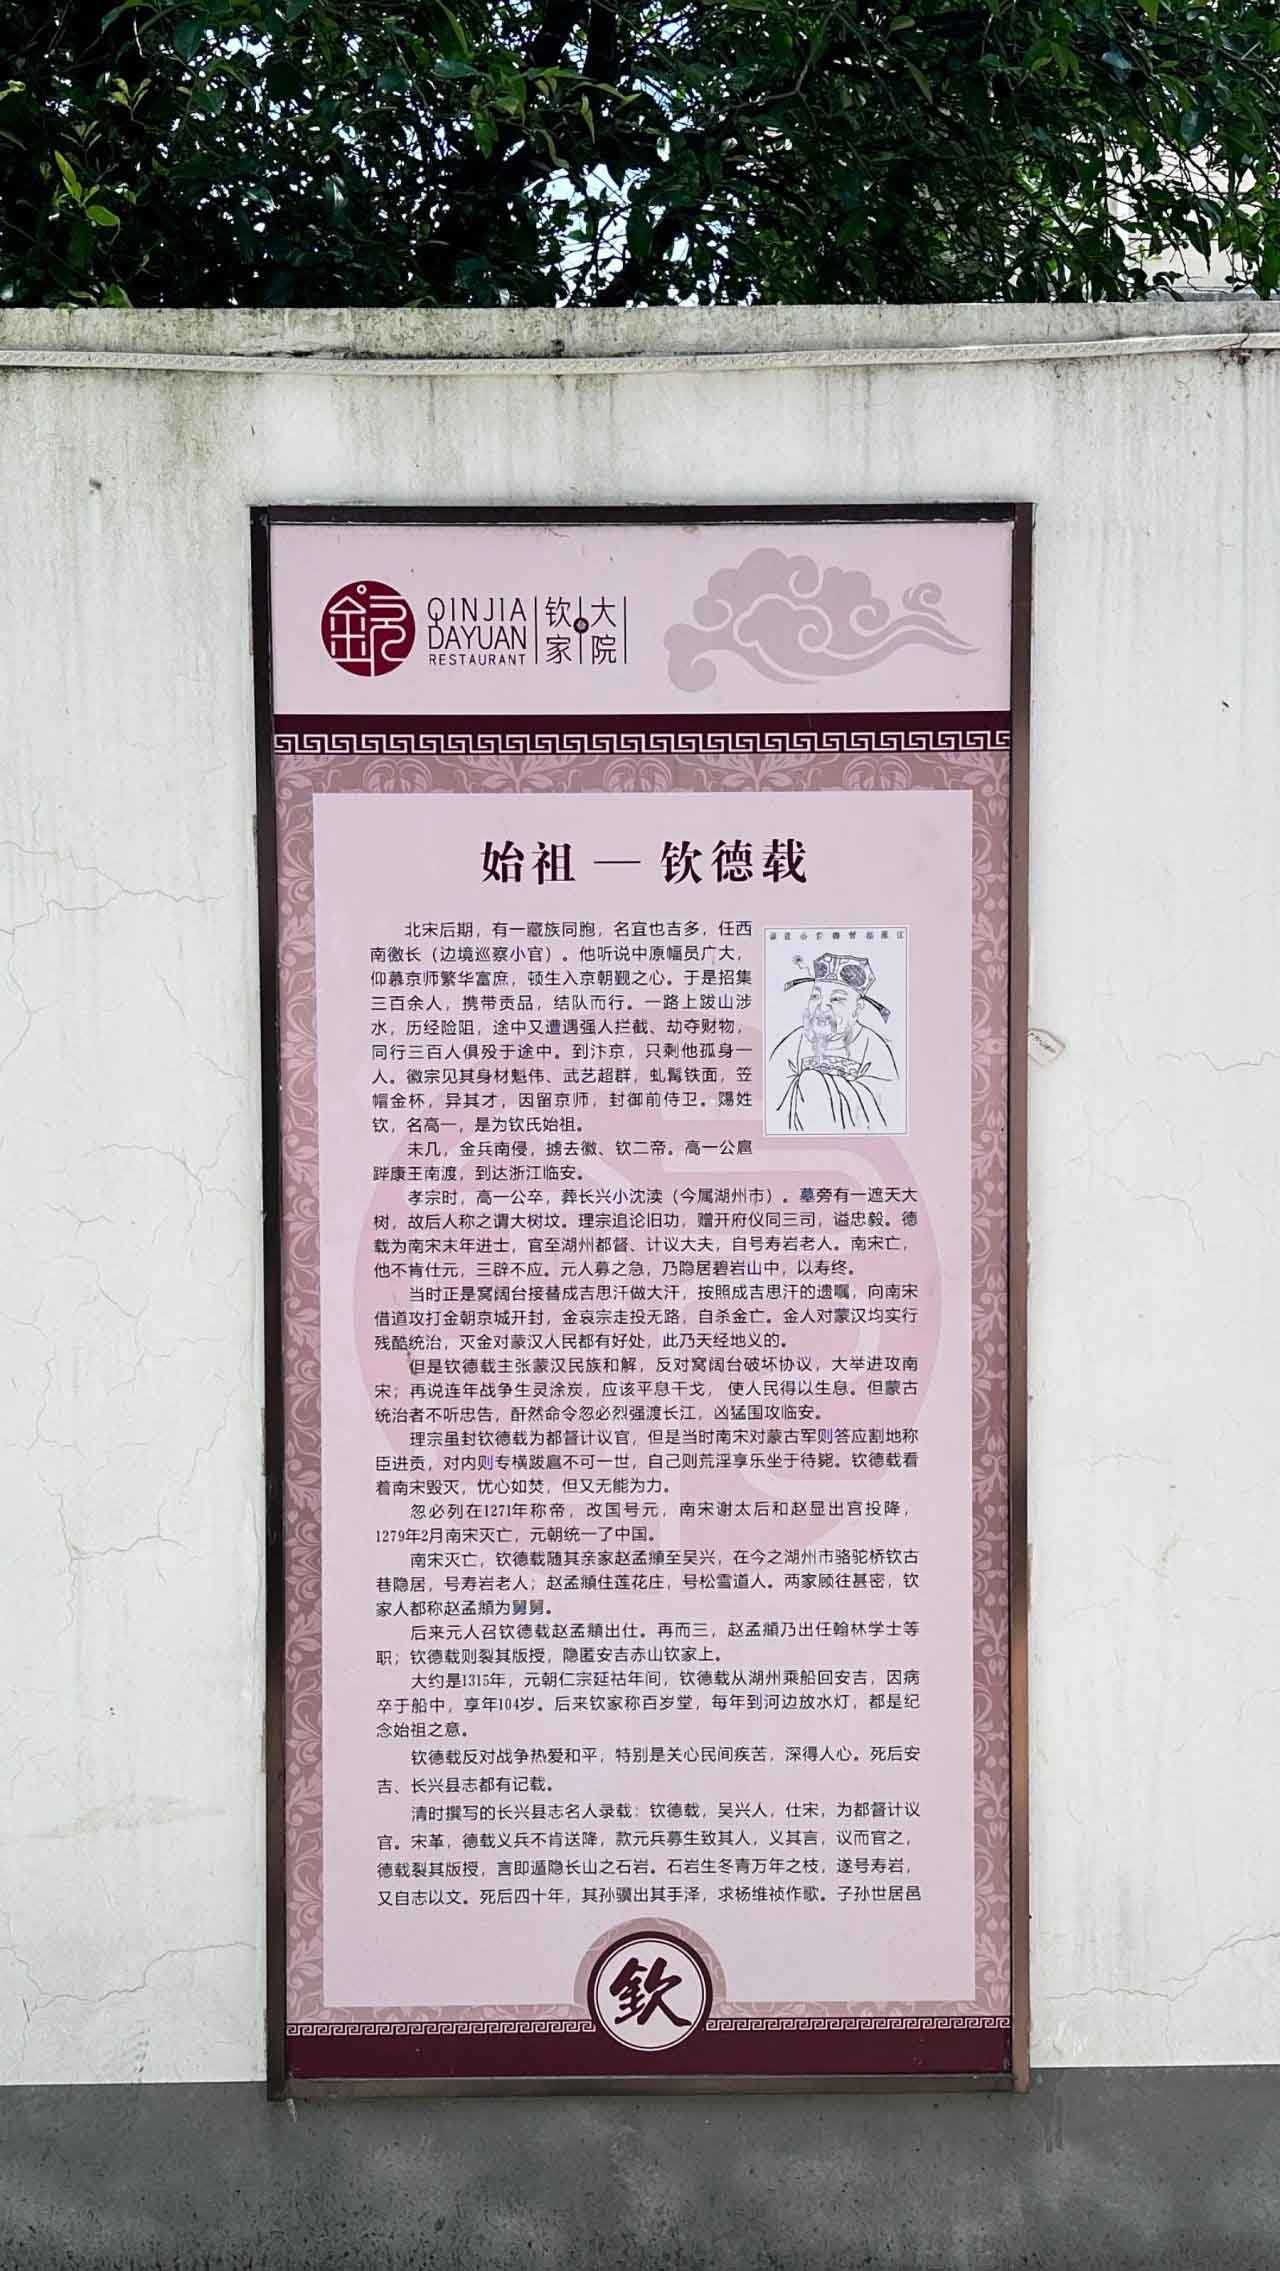 QINJIA
DAYUAN
RESTAURANT
钦家
大院
始祖 — 钦德载
北宋后期，有一藏族同胞，名宜也吉多，任西
南徼长（边境巡察小官）。他听说中原幅员广大，
仰慕京师繁华富庶，顿生入京朝觐之心。于是招集
三百余人，携带贡品，结队而行。一路上跋山涉
水，历经险阻，途中又遭遇强人拦截、劫夺财物，
同行三百人俱殁于途中。到汴京，只剩他孤身一
人。徽宗见其身材魁伟、武艺超群，虬髯铁面，笠
帽金杯，异其才，因留京师，封御前侍卫。赐姓
钦，名高一，是为钦氏始祖。
未几，金兵南侵，掳去徽、钦二帝。高一公扈
跸康王南渡，到达浙江临安。
孝宗时，高一公卒，葬长兴小沈渎（今属湖州市）。墓旁有一遮天大
树，故后人称之谓大树坟。理宗追论旧功，赠开府仪同三司，谥忠毅。德
载为南宋末年进士，官至湖州都督、计议大夫，自号寿岩老人。南宋亡，
他不肯仕元，三辟不应。元人募之急，乃隐居碧岩山中，以寿终。
当时正是窝阔台接替成吉思汗做大汗，按照成吉思汗的遗嘱，向南宋
借道攻打金朝京城开封，金哀宗走投无路，自杀金亡。金人对蒙汉均实行
残酷统治，灭金对蒙汉人民都有好处，此乃天经地义的。
但是钦德载主张蒙汉民族和解，反对窝阔台破坏协议，大举进攻南
宋；再说连年战争生灵涂炭，应该平息干戈，使人民得以生息。但蒙古
统治者不听忠告，酐然命令忽必烈强渡长江，凶猛围攻临安。
理宗虽封钦德载为都督计议官，但是当时南宋对蒙古军则答应割地称
臣进贡，对内则专横跋扈不可一世，自己则荒淫享乐坐于待毙。钦德载看
着南宋毁灭，忧心如焚，但又无能为力。
忽必列在1271年称帝，改国号元，南宋谢太后和赵显出宫投降，
1279年2月南宋灭亡，元朝统一了中国。
南宋灭亡，钦德载随其亲家赵孟頫至吴兴，在今之湖州市骆驼桥钦古
巷隐居，号寿岩老人；赵孟頫住莲花庄，号松雪道人。两家顾往甚密，钦
家人都称赵孟頫为舅舅。
后来元人召钦德载赵孟頫出仕。再而三，赵孟頫乃出任翰林学士等
职；钦德载则裂其版授，隐匿安吉赤山钦家上。
大约是1315年，元朝仁宗延祜年间，钦德载从湖州乘船回安吉，因病
卒于船中，享年104岁。后来钦家称百岁堂，每年到河边放水灯，都是纪
念始祖之意。
钦德载反对战争热爱和平，特别是关心民间疾苦，深得人心。死后安
吉、长兴县志都有记载。
清时撰写的长兴县志名人录载：钦德载，吴兴人，仕宋，为都督计议
官。宋革，德载义兵不肯送降，款元兵募生致其人，义其言，议而官之，
德载裂其版授，言即遁隐长山之石岩。石岩生冬青万年之枝，遂号寿岩，
又自志以文。死后四十年，其孙骥出其手泽，求杨维祯作歌。子孙世居邑
钦